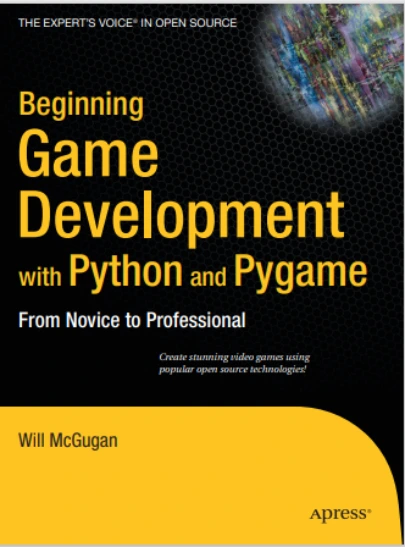 THE EXPERT'S VOICE® IN OPEN SOURCE
Beginning
Game
Development
with Python and Pygame
From Novice to Professional
Create stunning video games using
popular open source technologies!
Will McGugan
Apress®